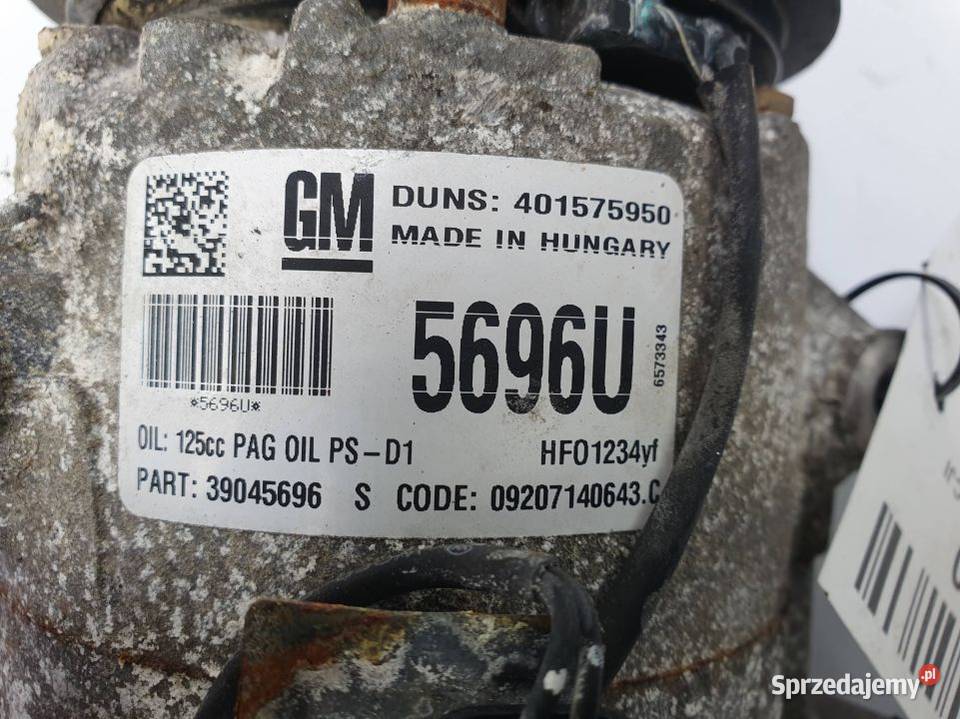 GM
DUNS: 401575950
MADE IN HUNGARY
5696U
6573343
*5696U*
OIL: 125cc PAG OIL PS-D1 HFO1234yf
PART: 39045696 S CODE: 09207140643.C
Sprzedajemy.pl